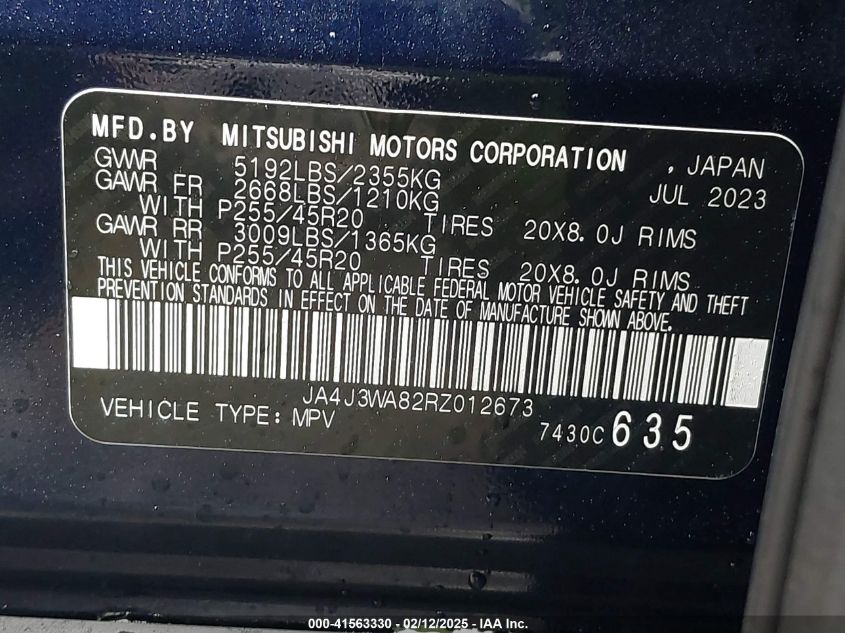 MFD.BY MITSUBISHI MOTORS CORPORATION , JAPAN
GVWR 5192LBS/2355KG JUL 2023
GAWR FR 2668LBS/1210KG
WITH P255/45R20 TIRES 20X8.0J RIMS
GAWR RR 3009LBS/1365KG
WITH P255/45R20 TIRES 20X8.0J RIMS
THIS VEHICLE CONFORMS TO ALL APPLICABLE FEDERAL MOTOR VEHICLE SAFETY AND THEFT
PREVENTION STANDARDS IN EFFECT ON THE DATE OF MANUFACTURE SHOWN ABOVE.
JA4J3WA82RZ012673
VEHICLE TYPE: MPV 7430C 635
000-41563330 - 02/12/2025 - IAA Inc.